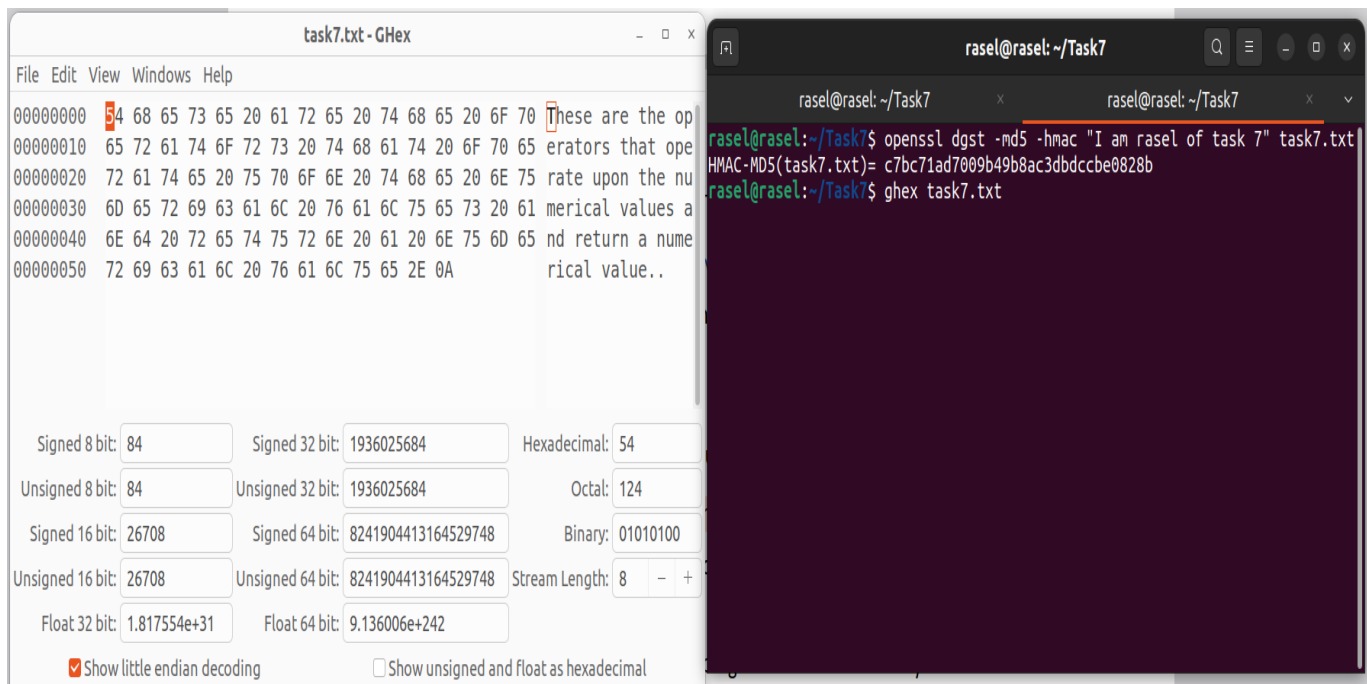 task7.txt - GHex
File Edit View Windows Help
00000000 54 68 65 73 65 20 61 72 65 20 74 68 65 20 6F 70 These are the op
00000010 65 72 61 74 6F 72 73 20 74 68 61 74 20 6F 70 65 erators that ope
00000020 72 61 74 65 20 75 70 6F 6E 20 74 68 65 20 6E 75 rate upon the nu
00000030 6D 65 72 69 63 61 6C 20 76 61 6C 75 65 73 20 61 merical values a
00000040 6E 64 20 72 65 74 75 72 6E 20 61 20 6E 75 6D 65 nd return a nume
00000050 72 69 63 61 6C 20 76 61 6C 75 65 2E 0A rical value..
Signed 8 bit: 84 Signed 32 bit: 1936025684 Hexadecimal: 54
Unsigned 8 bit: 84 Unsigned 32 bit: 1936025684 Octal: 124
Signed 16 bit: 26708 Signed 64 bit: 8241904413164529748 Binary: 01010100
Unsigned 16 bit: 26708 Unsigned 64 bit: 8241904413164529748 Stream Length: 8 − +
Float 32 bit: 1.817554e+31 Float 64 bit: 9.136006e+242
Show little endian decoding Show unsigned and float as hexadecimal
rasel@rasel: ~/Task7
rasel@rasel: ~/Task7 rasel@rasel: ~/Task7
rasel@rasel:~/Task7$ openssl dgst -md5 -hmac "I am rasel of task 7" task7.txt
HMAC-MD5(task7.txt)= c7bc71ad7009b49b8ac3dbdccbe0828b
rasel@rasel:~/Task7$ ghex task7.txt